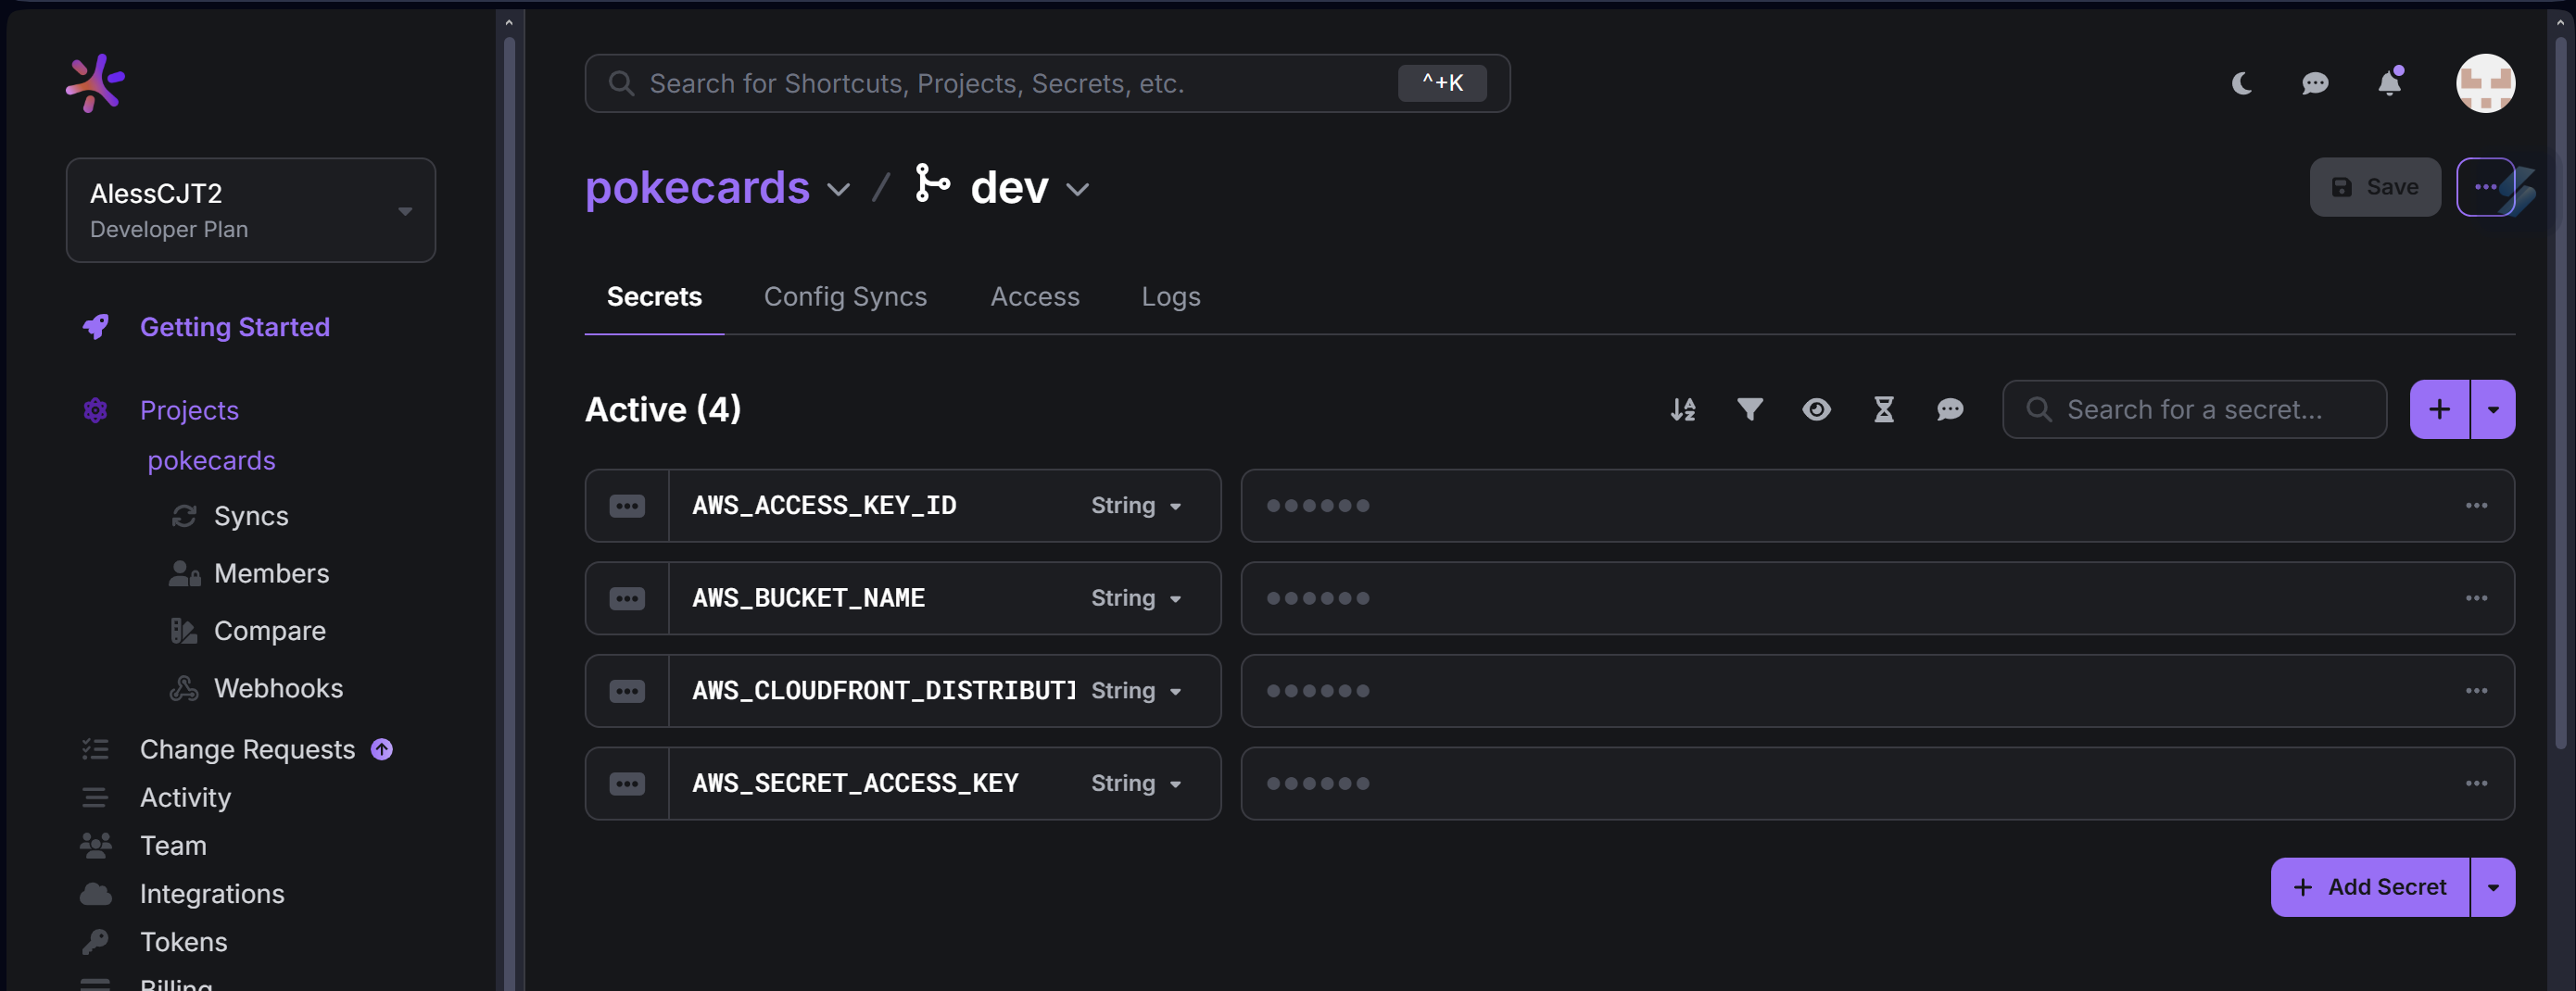 Search for Shortcuts, Projects, Secrets, etc.
^+K
AlessCJT2
Developer Plan
Getting Started
Projects
pokecards
Syncs
Members
Compare
Webhooks
Change Requests
Activity
Team
Integrations
Tokens
Billing
pokecards / dev
Save
Secrets Config Syncs Access Logs
Active (4)
Search for a secret...
AWS_ACCESS_KEY_ID String
AWS_BUCKET_NAME String
AWS_CLOUDFRONT_DISTRIBUTI String
AWS_SECRET_ACCESS_KEY String
+ Add Secret